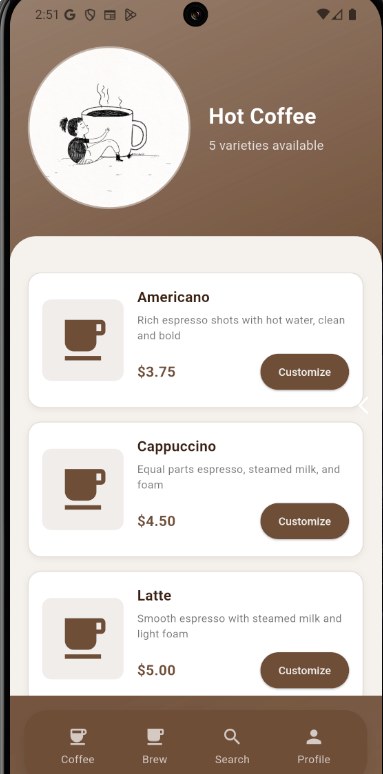 2:51
Hot Coffee
5 varieties available
Americano
Rich espresso shots with hot water, clean
and bold
$3.75
Customize
Cappuccino
Equal parts espresso, steamed milk, and
foam
$4.50
Customize
Latte
Smooth espresso with steamed milk and
light foam
$5.00
Customize
Coffee
Brew
Search
Profile